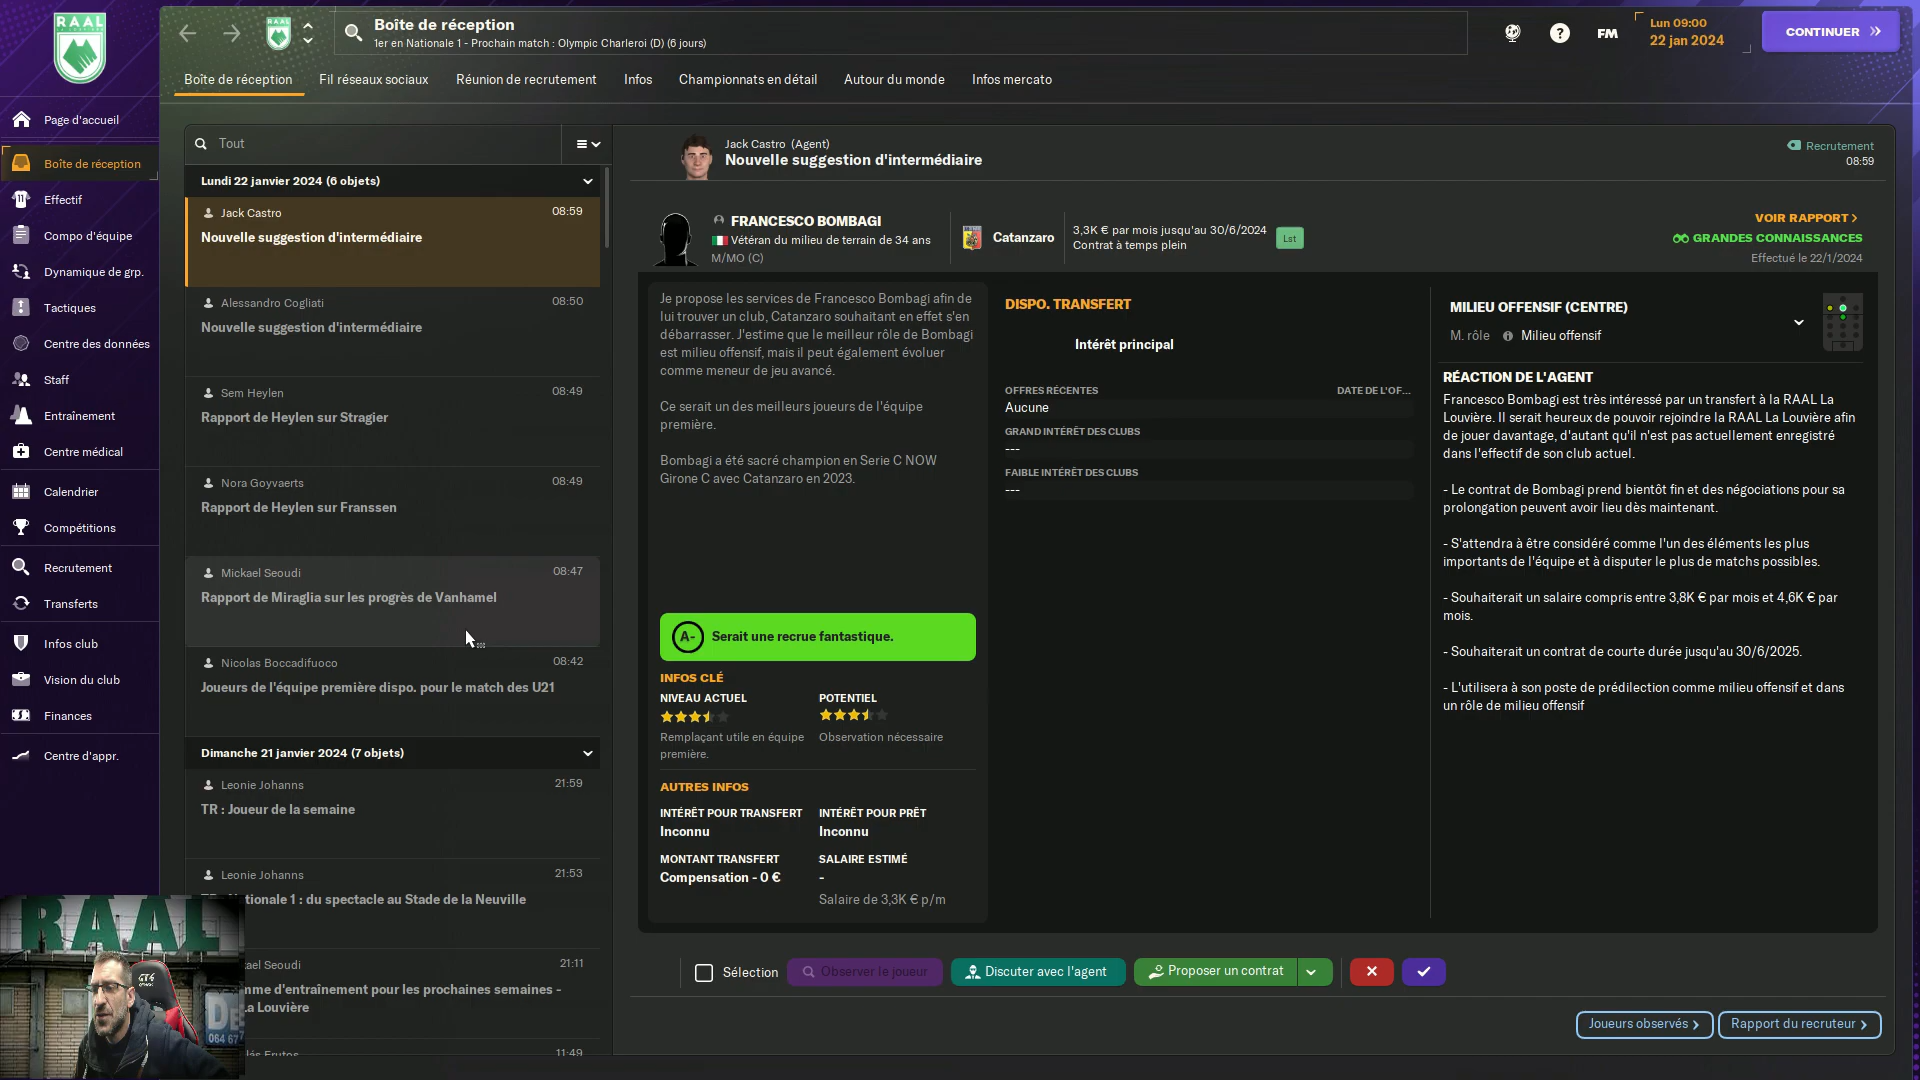 RAAL
Boîte de réception
1er en Nationale 1 - Prochain match : Olympic Charleroi (D) (6 jours)
FM
Lun 09:00
22 jan 2024
CONTINUER
Boîte de réception
Fil réseaux sociaux
Réunion de recrutement
Infos
Championnats en détail
Autour du monde
Infos mercato
Page d'accueil
Boîte de réception
Effectif
Compo d'équipe
Dynamique de grp.
Tactiques
Centre des données
Staff
Entraînement
Centre médical
Calendrier
Compétitions
Recrutement
Transferts
Infos club
Vision du club
Finances
Centre d'appr.
Tout
Lundi 22 janvier 2024 (6 objets)
Jack Castro 08:59
Nouvelle suggestion d'intermédiaire
Alessandro Cogliati 08:50
Nouvelle suggestion d'intermédiaire
Sem Heylen 08:49
Rapport de Heylen sur Stragier
Nora Goyvaerts 08:49
Rapport de Heylen sur Franssen
Mickael Seoudi 08:47
Rapport de Miraglia sur les progrès de Vanhamel
Nicolas Boccadifuoco 08:42
Joueurs de l'équipe première dispo. pour le match des U21
Dimanche 21 janvier 2024 (7 objets)
Leonie Johanns 21:59
TR : Joueur de la semaine
Leonie Johanns 21:53
tionale 1 : du spectacle au Stade de la Neuville
ael Seoudi 21:11
mme d'entraînement pour les prochaines semaines -
La Louvière
lás Frutos 11:49
Jack Castro (Agent)
Nouvelle suggestion d'intermédiaire
Recrutement
08:59
FRANCESCO BOMBAGI
Vétéran du milieu de terrain de 34 ans
M/MO (C)
Catanzaro
3,3K € par mois jusqu'au 30/6/2024
Contrat à temps plein
Lst
VOIR RAPPORT
GRANDES CONNAISSANCES
Effectué le 22/1/2024
Je propose les services de Francesco Bombagi afin de
lui trouver un club, Catanzaro souhaitant en effet s'en
débarrasser. J'estime que le meilleur rôle de Bombagi
est milieu offensif, mais il peut également évoluer
comme meneur de jeu avancé.
Ce serait un des meilleurs joueurs de l'équipe
première.
Bombagi a été sacré champion en Serie C NOW
Girone C avec Catanzaro en 2023.
A- Serait une recrue fantastique.
INFOS CLÉ
NIVEAU ACTUEL
Remplaçant utile en équipe
première.
POTENTIEL
Observation nécessaire
AUTRES INFOS
INTÉRÊT POUR TRANSFERT
Inconnu
INTÉRÊT POUR PRÊT
Inconnu
MONTANT TRANSFERT
Compensation - 0 €
SALAIRE ESTIMÉ
-
Salaire de 3,3K € p/m
DISPO. TRANSFERT
Intérêt principal
OFFRES RÉCENTES DATE DE L'OF...
Aucune
GRAND INTÉRÊT DES CLUBS
---
FAIBLE INTÉRÊT DES CLUBS
---
MILIEU OFFENSIF (CENTRE)
M. rôle Milieu offensif
RÉACTION DE L'AGENT
Francesco Bombagi est très intéressé par un transfert à la RAAL La
Louvière. Il serait heureux de pouvoir rejoindre la RAAL La Louvière afin
de jouer davantage, d'autant qu'il n'est pas actuellement enregistré
dans l'effectif de son club actuel.
- Le contrat de Bombagi prend bientôt fin et des négociations pour sa
prolongation peuvent avoir lieu dès maintenant.
- S'attendra à être considéré comme l'un des éléments les plus
importants de l'équipe et à disputer le plus de matchs possibles.
- Souhaiterait un salaire compris entre 3,8K € par mois et 4,6K € par
mois.
- Souhaiterait un contrat de courte durée jusqu'au 30/6/2025.
- L'utilisera à son poste de prédilection comme milieu offensif et dans
un rôle de milieu offensif
Sélection
Observer le joueur
Discuter avec l'agent
Proposer un contrat
Joueurs observés
Rapport du recruteur
RAAL